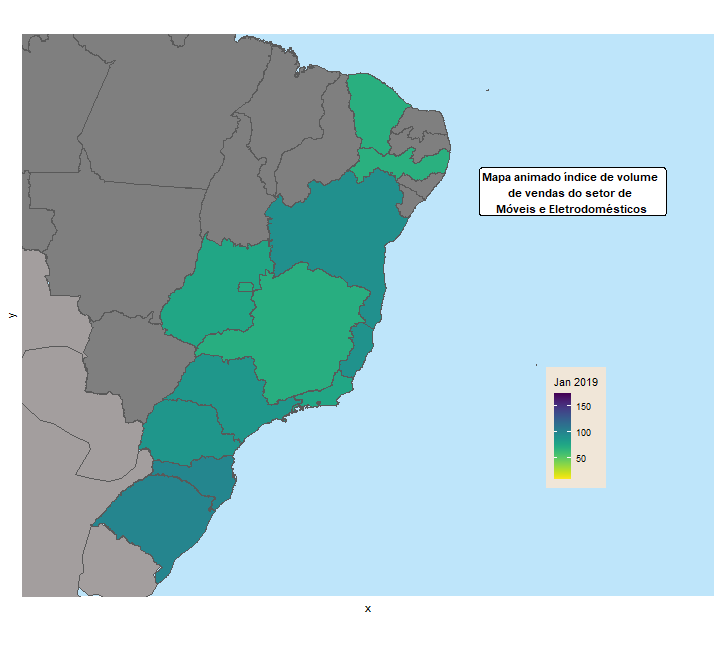 Mapa animado índice de volume
de vendas do setor de
Móveis e Eletrodomésticos
y
Jan 2019
150
100
50
x